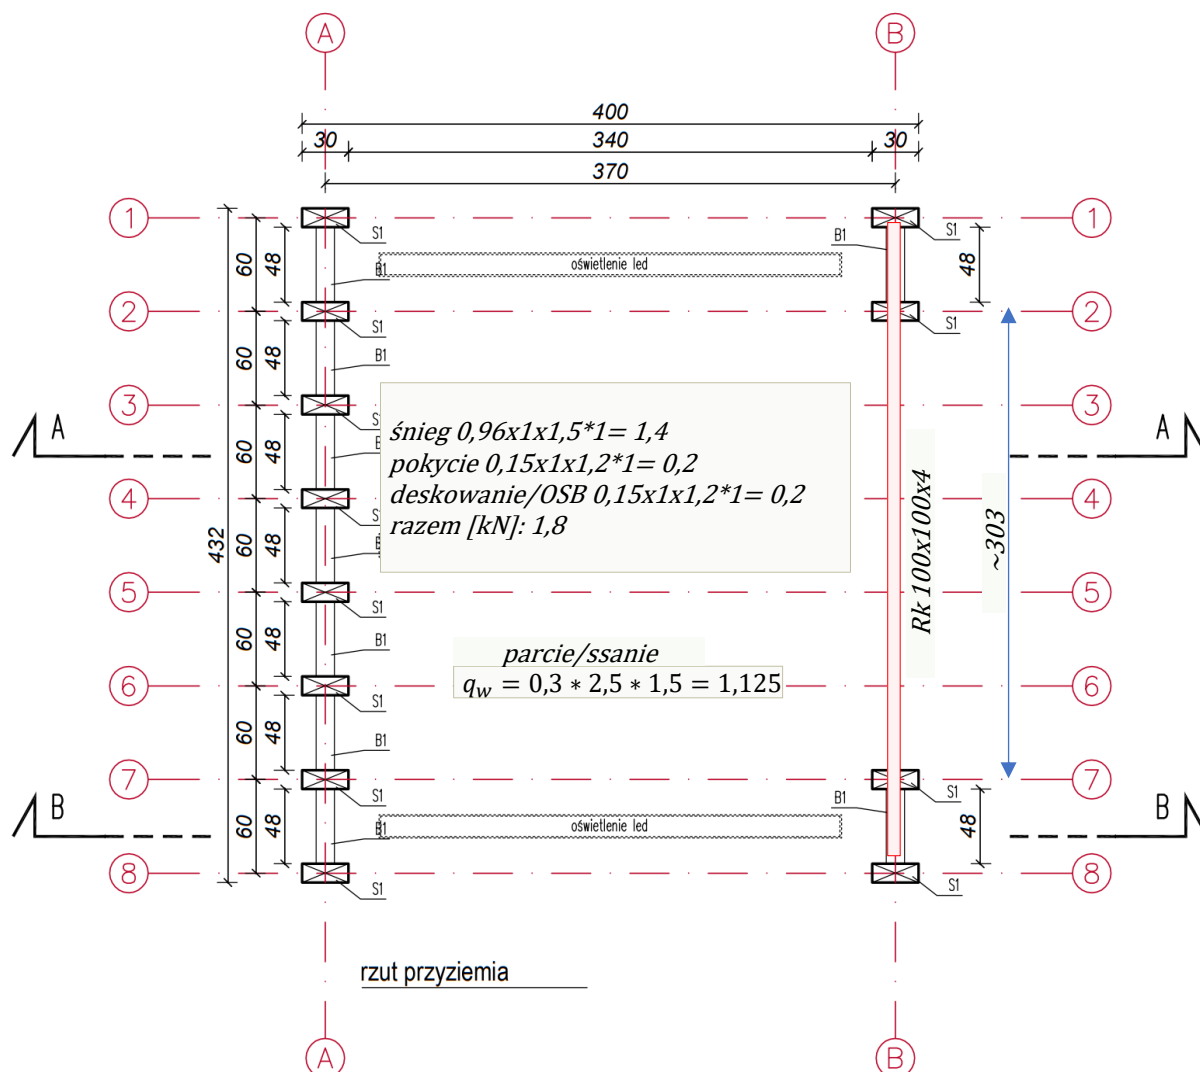 A B
400
30 340 30
370
1 S1 B1 S1 1
60 48 B1 oświetlenie led 48
2 S1 S1 2
60 48 B1
3 3
A śnieg 0,96x1x1,5*1= 1,4 A
pokycie 0,15x1x1,2*1= 0,2
deskowanie/OSB 0,15x1x1,2*1= 0,2
razem [kN]: 1,8
60 48
4 4
432 60 48 Rk 100x100x4 ~303
5 S1 5
60 48 B1 parcie/ssanie
q_w = 0,3 * 2,5 * 1,5 = 1,125
6 S1 6
60 48 B1
7 S1 S1 7
B B1 B
60 48 B1 oświetlenie led 48
8 S1 S1 8
rzut przyziemia
A B